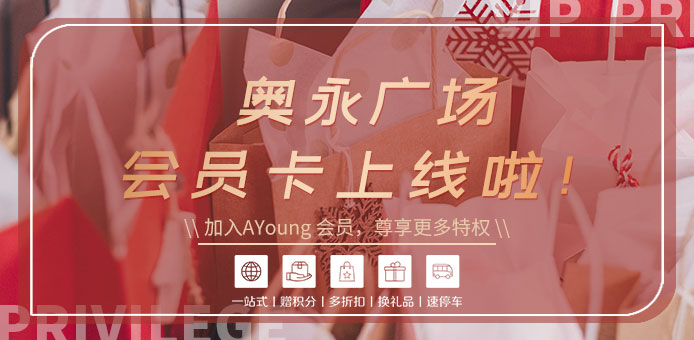 VIP PRI
奥永广场
会员卡上线啦！
\\ 加入AYoung 会员，尊享更多特权 \\
一站式 | 赠积分 | 多折扣 | 换礼品 | 速停车
PRIVILEGE